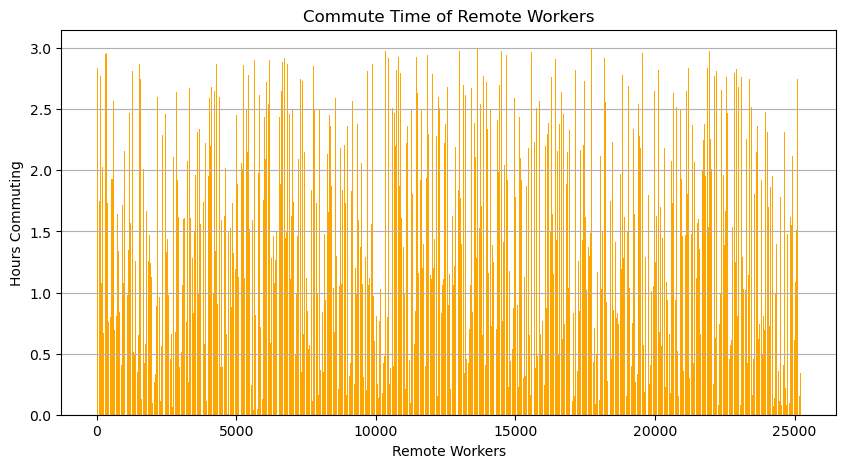 Commute Time of Remote Workers
Hours Commuting
3.0
2.5
2.0
1.5
1.0
0.5
0.0
0 5000 10000 15000 20000 25000
Remote Workers